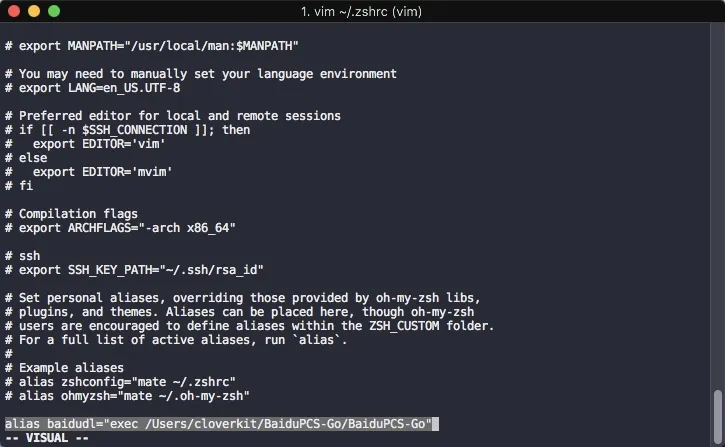 1. vim ~/.zshrc (vim)
# export MANPATH="/usr/local/man:$MANPATH"
# You may need to manually set your language environment
# export LANG=en_US.UTF-8
# Preferred editor for local and remote sessions
# if [[ -n $SSH_CONNECTION ]]; then
#   export EDITOR='vim'
# else
#   export EDITOR='mvim'
# fi
# Compilation flags
# export ARCHFLAGS="-arch x86_64"
# ssh
# export SSH_KEY_PATH="~/.ssh/rsa_id"
# Set personal aliases, overriding those provided by oh-my-zsh libs,
# plugins, and themes. Aliases can be placed here, though oh-my-zsh
# users are encouraged to define aliases within the ZSH_CUSTOM folder.
# For a full list of active aliases, run `alias`.
#
# Example aliases
# alias zshconfig="mate ~/.zshrc"
# alias ohmyzsh="mate ~/.oh-my-zsh"
alias baidudl="exec /Users/cloverkit/BaiduPCS-Go/BaiduPCS-Go"
-- VISUAL --